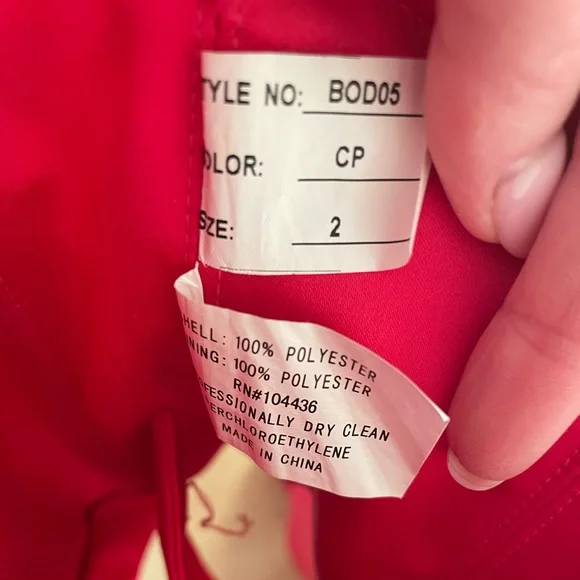 TYLE NO: BOD05
OLOR: CP
SIZE: 2
HELL: 100% POLYESTER
NING: 100% POLYESTER
RN#104436
FESSIONALLY DRY CLEAN
ERCHLOROETHYLENE
MADE IN CHINA